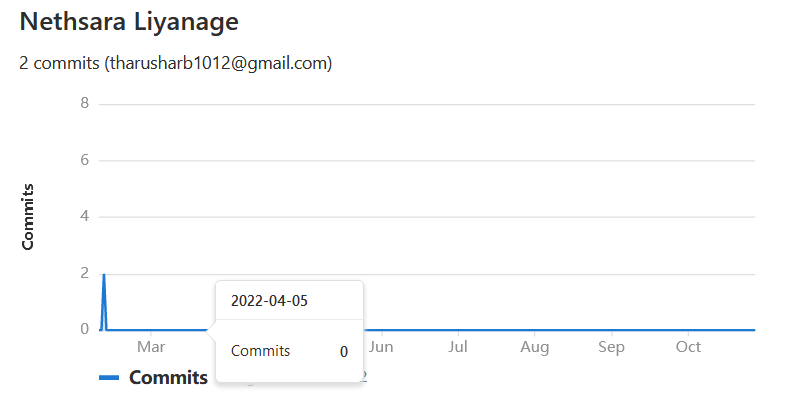 Nethsara Liyanage
2 commits (tharusharb1012@gmail.com)
8
6
4
2
0
Commits
2022-04-05
Commits 0
Mar
Jun
Jul
Aug
Sep
Oct
Commits